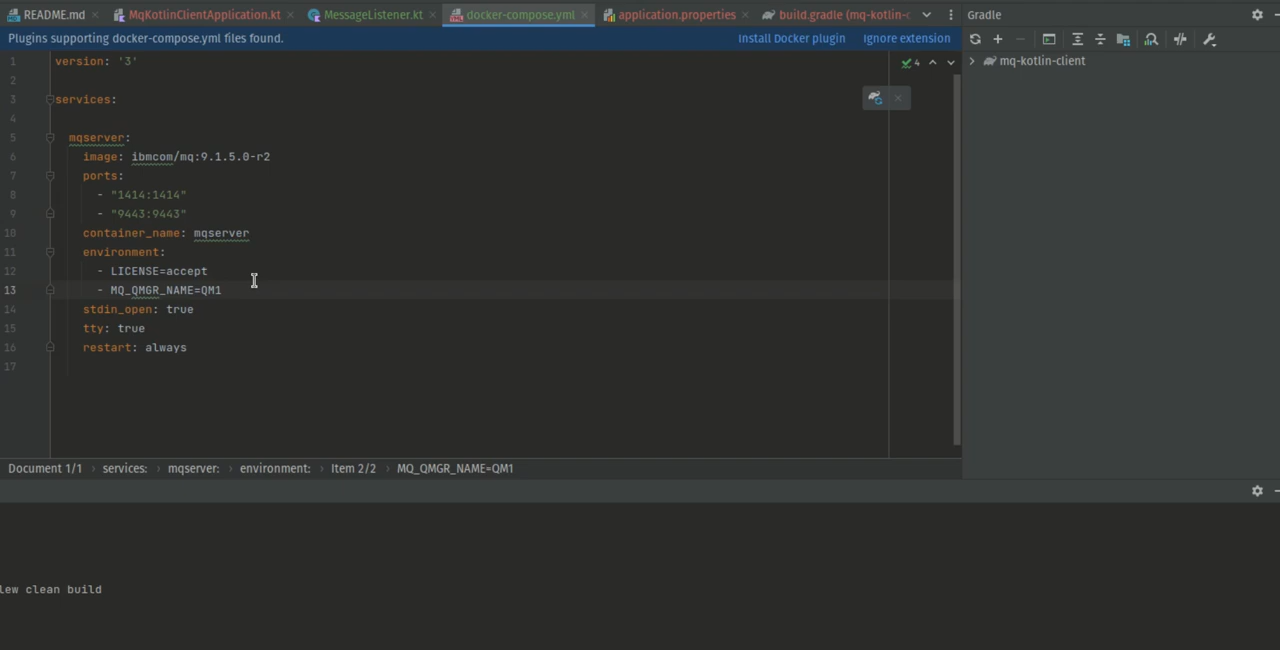 README.md MqKotlinClientApplication.kt MessageListener.kt docker-compose.yml application.properties build.gradle (mq-kotlin-c Gradle
Plugins supporting docker-compose.yml files found. Install Docker plugin Ignore extension
mq-kotlin-client
1 version: '3' 4
2
3 services:
4
5 mqserver:
6 image: ibmcom/mq:9.1.5.0-r2
7 ports:
8 - "1414:1414"
9 - "9443:9443"
10 container_name: mqserver
11 environment:
12 - LICENSE=accept
13 - MQ_QMGR_NAME=QM1
14 stdin_open: true
15 tty: true
16 restart: always
17
Document 1/1 › services: › mqserver: › environment: › Item 2/2 › MQ_QMGR_NAME=QM1
lew clean build